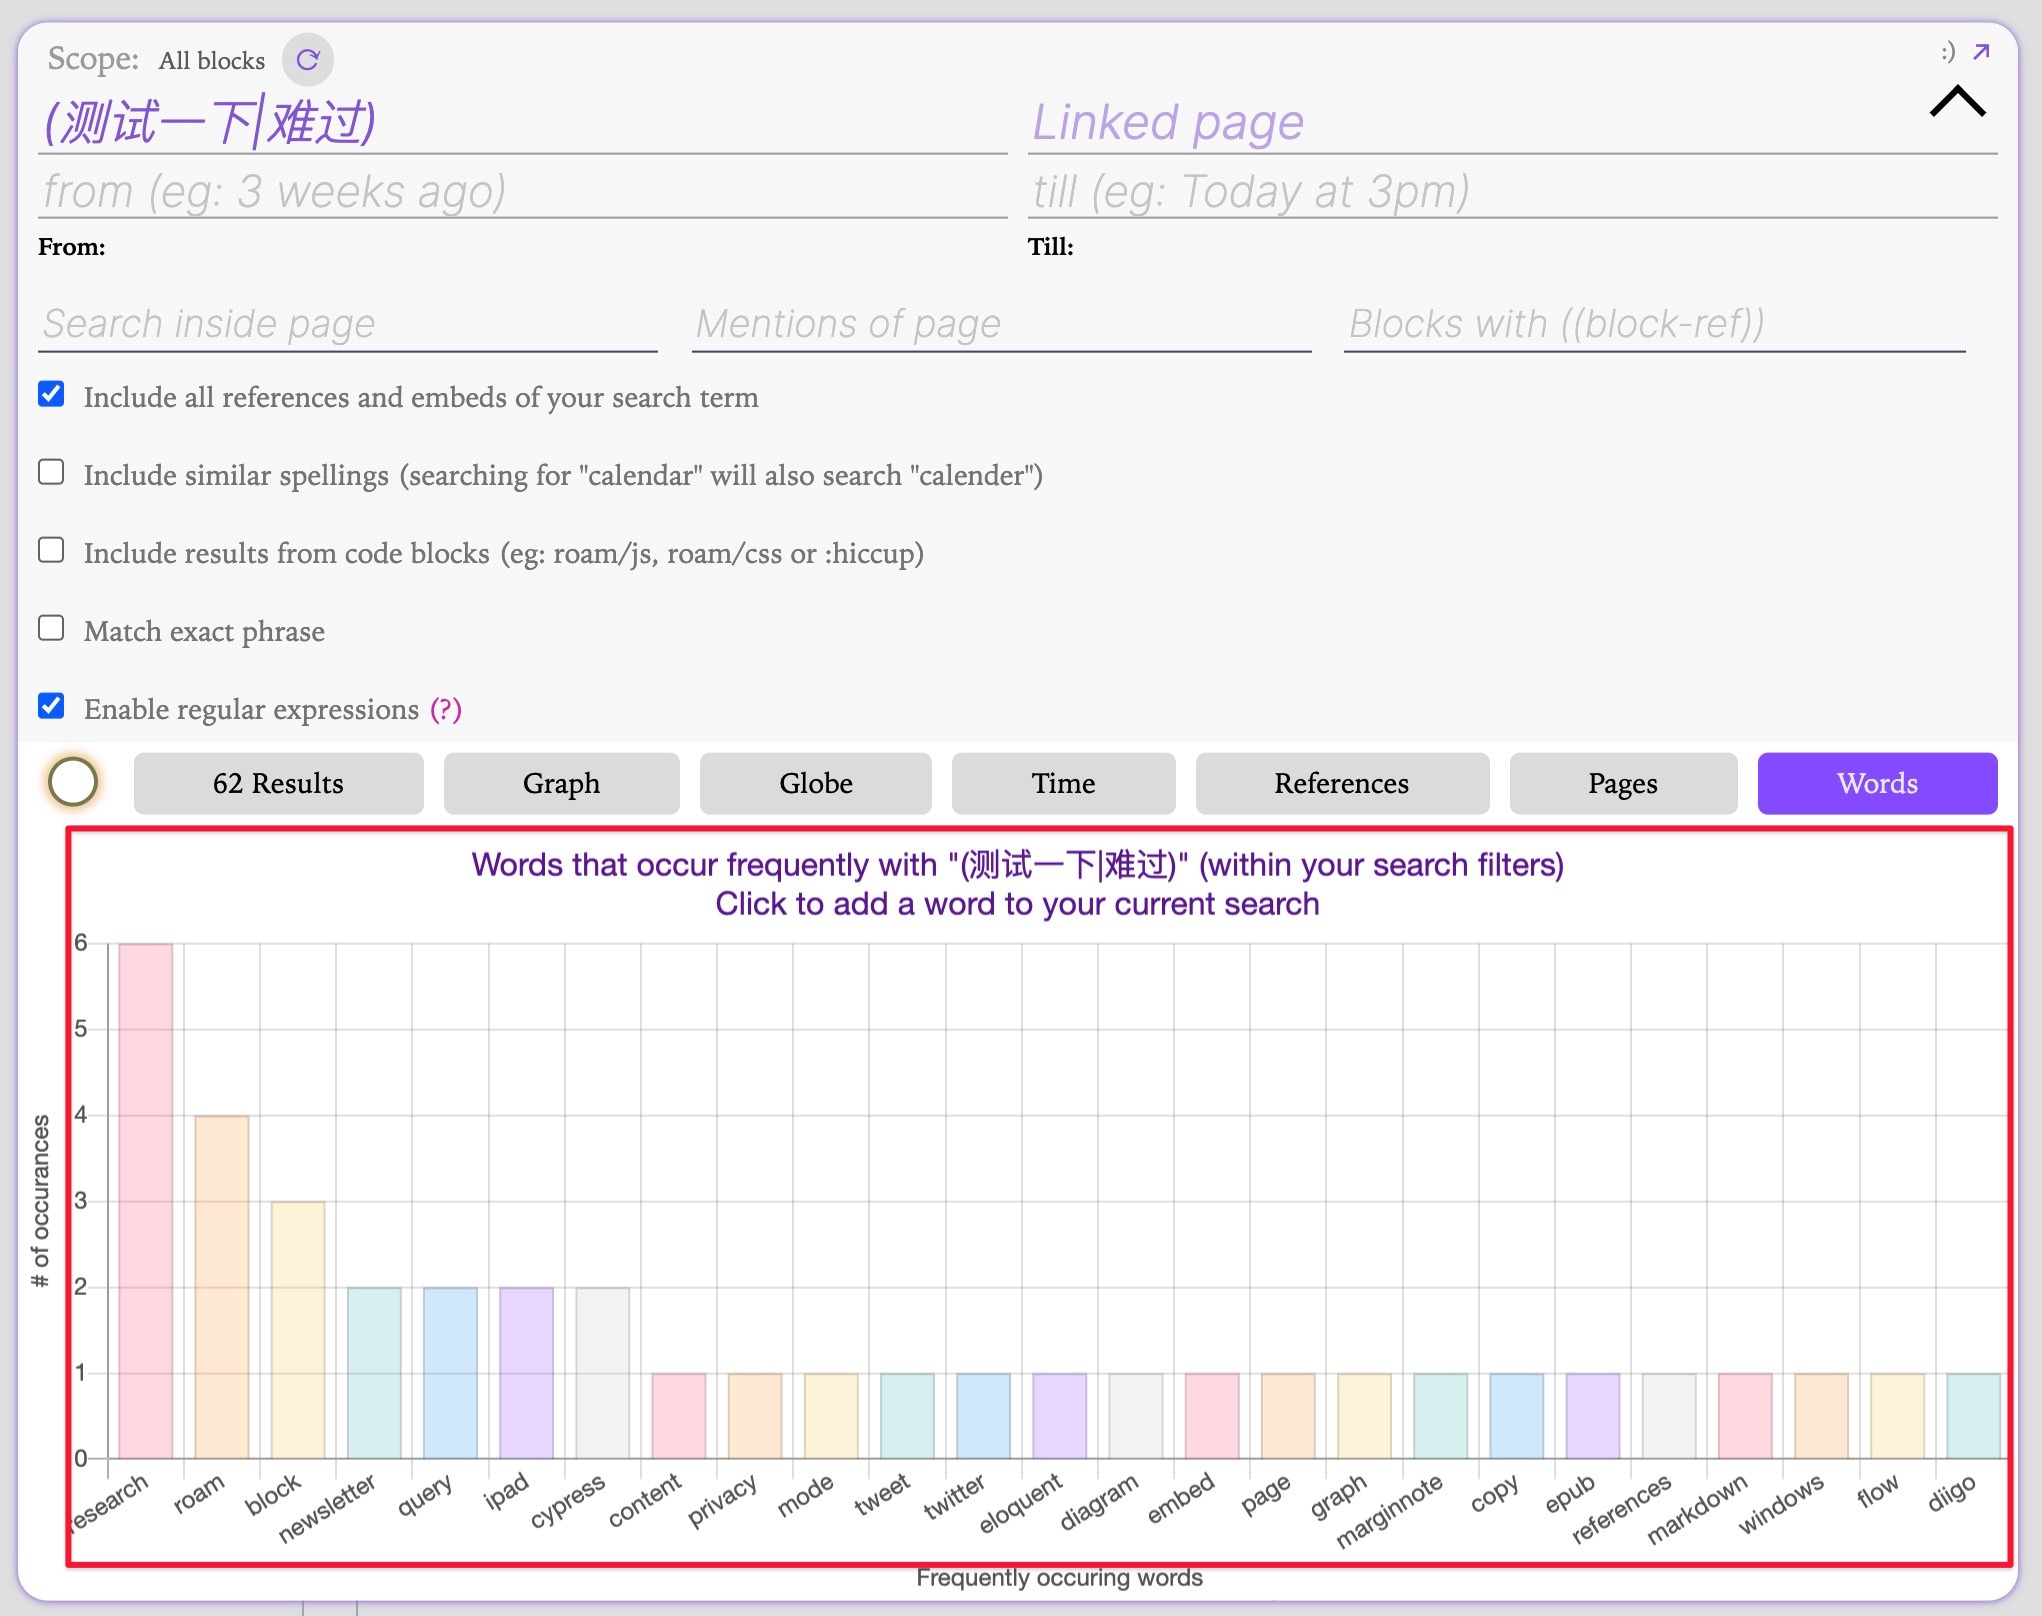 Scope: All blocks :)
(测试一下|难过) Linked page
from (eg: 3 weeks ago) till (eg: Today at 3pm)
From: Till:
Search inside page Mentions of page Blocks with ((block-ref))
Include all references and embeds of your search term
Include similar spellings (searching for "calendar" will also search "calender")
Include results from code blocks (eg: roam/js, roam/css or :hiccup)
Match exact phrase
Enable regular expressions (?)
62 Results Graph Globe Time References Pages Words
Words that occur frequently with "(测试一下|难过)" (within your search filters)
Click to add a word to your current search
# of occurances
6
5
4
3
2
1
0
research roam block newsletter query ipad cypress content privacy mode tweet twitter eloquent diagram embed page graph marginnote copy epub references markdown windows flow diigo
Frequently occuring words